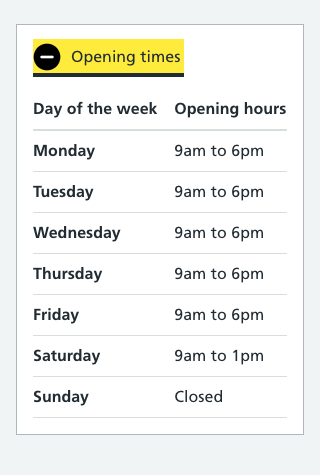 Opening times
Day of the week Opening hours
Monday 9am to 6pm
Tuesday 9am to 6pm
Wednesday 9am to 6pm
Thursday 9am to 6pm
Friday 9am to 6pm
Saturday 9am to 1pm
Sunday Closed